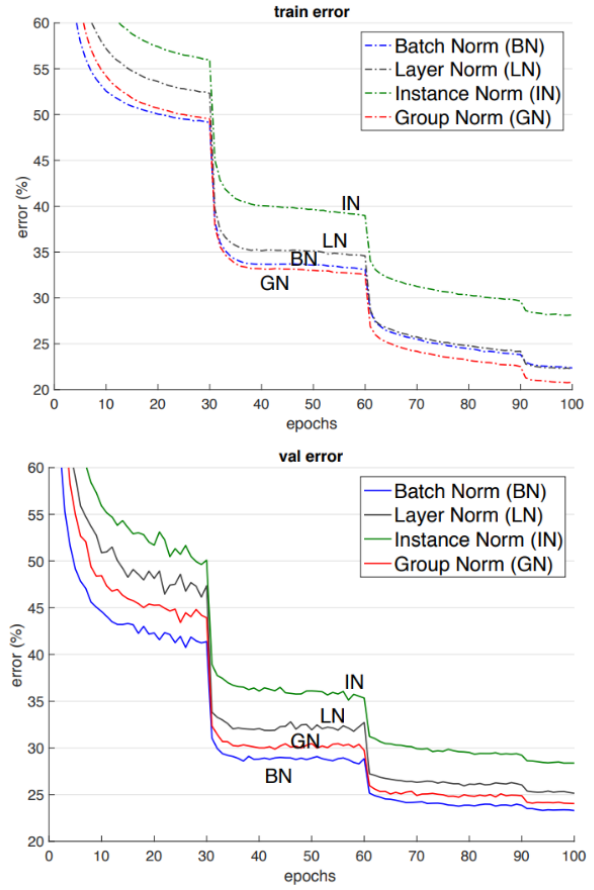 train error
60
55
50
45
40
35
30
25
20
error (%)
Batch Norm (BN)
Layer Norm (LN)
Instance Norm (IN)
Group Norm (GN)
IN
LN
BN
GN
0 10 20 30 40 50 60 70 80 90 100
epochs
val error
60
55
50
45
40
35
30
25
20
error (%)
Batch Norm (BN)
Layer Norm (LN)
Instance Norm (IN)
Group Norm (GN)
IN
LN
GN
BN
0 10 20 30 40 50 60 70 80 90 100
epochs